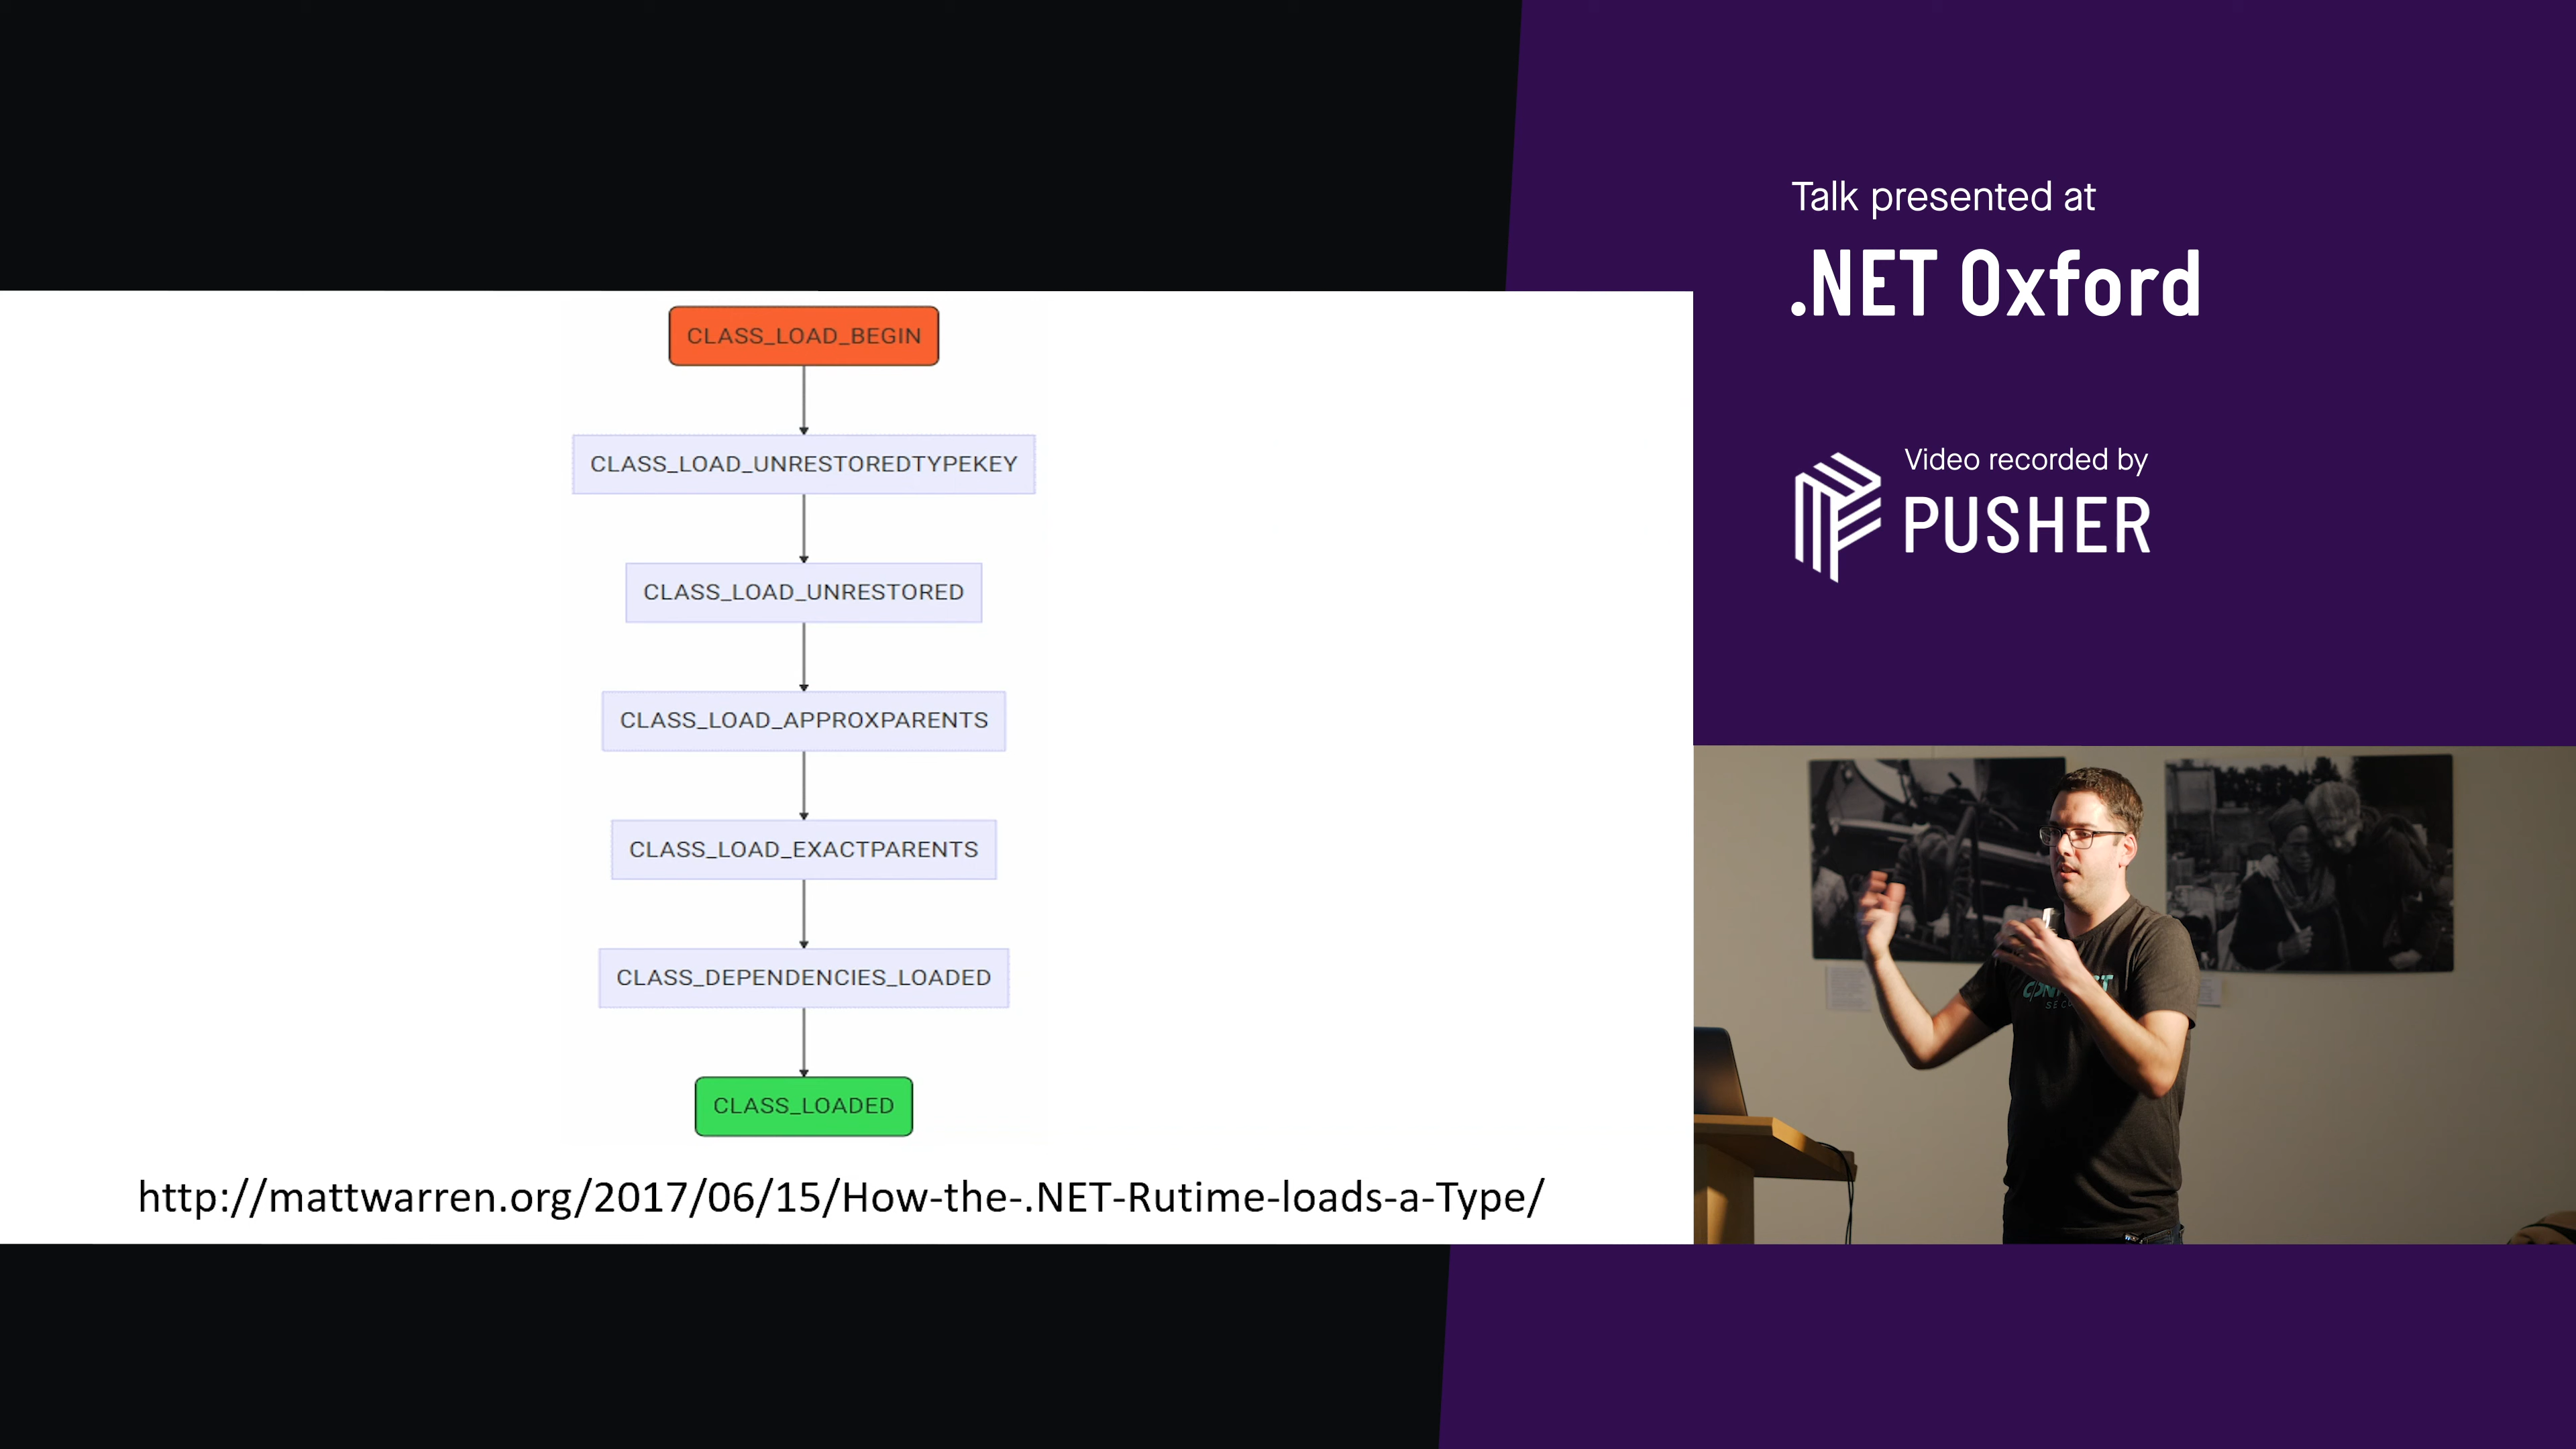 CLASS_LOAD_BEGIN
CLASS_LOAD_UNRESTOREDTYPEKEY
CLASS_LOAD_UNRESTORED
CLASS_LOAD_APPROXPARENTS
CLASS_LOAD_EXACTPARENTS
CLASS_DEPENDENCIES_LOADED
CLASS_LOADED
http://mattwarren.org/2017/06/15/How-the-.NET-Rutime-loads-a-Type/
Talk presented at
.NET Oxford
Video recorded by
PUSHER